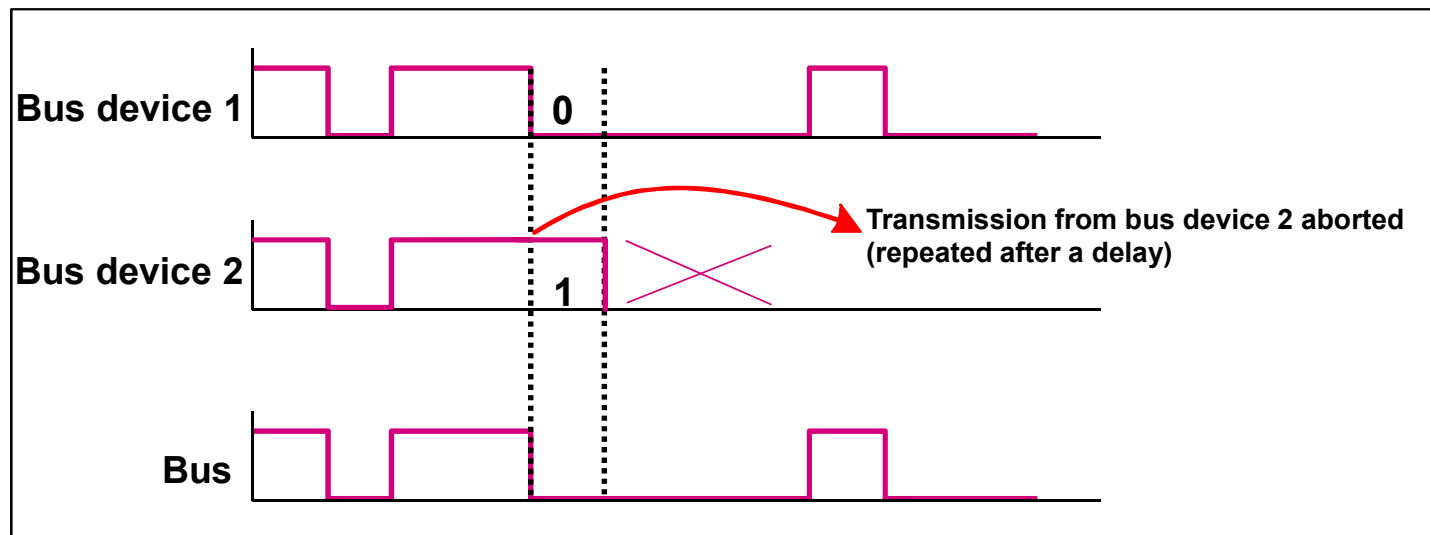 Bus device 1
0
Bus device 2
1
Transmission from bus device 2 aborted
(repeated after a delay)
Bus